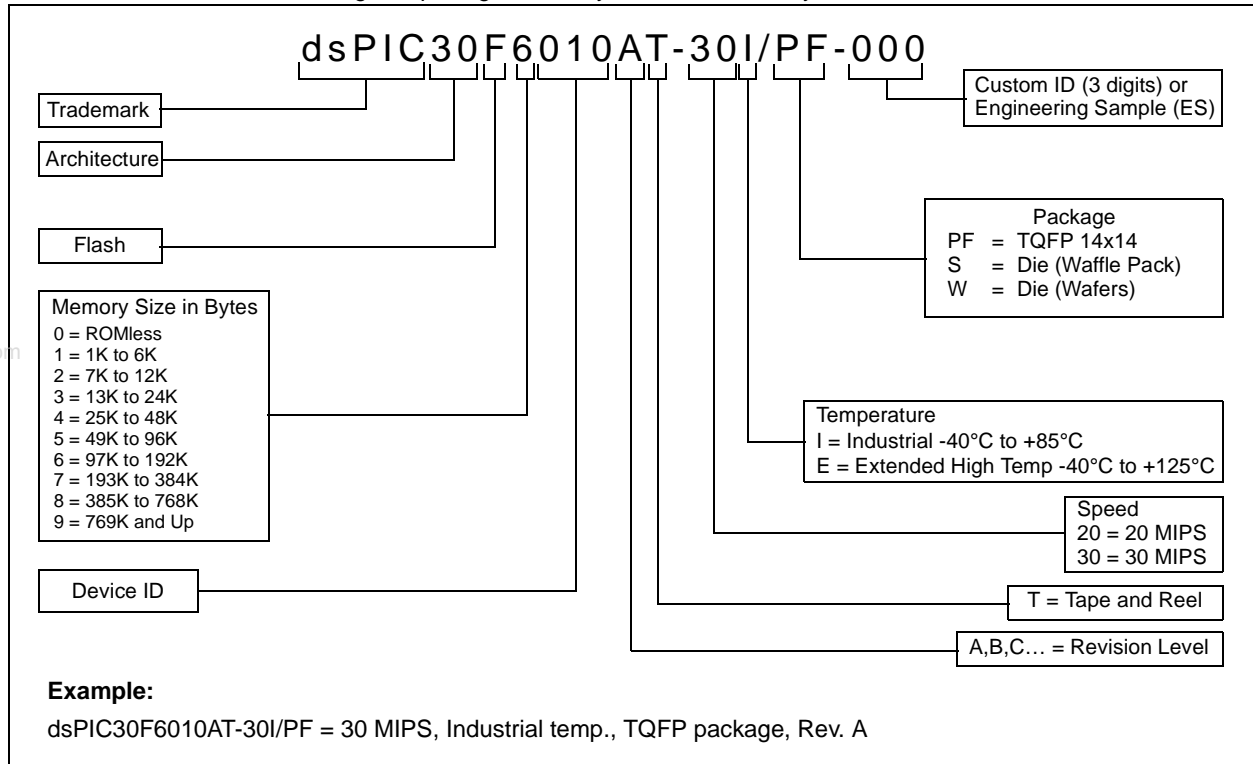 dsPIC30F6010AT-30I/PF-000
Trademark
Architecture
Flash
Memory Size in Bytes
0 = ROMless
1 = 1K to 6K
2 = 7K to 12K
3 = 13K to 24K
4 = 25K to 48K
5 = 49K to 96K
6 = 97K to 192K
7 = 193K to 384K
8 = 385K to 768K
9 = 769K and Up
Device ID
Custom ID (3 digits) or
Engineering Sample (ES)
Package
PF = TQFP 14x14
S = Die (Waffle Pack)
W = Die (Wafers)
Temperature
I = Industrial -40°C to +85°C
E = Extended High Temp -40°C to +125°C
Speed
20 = 20 MIPS
30 = 30 MIPS
T = Tape and Reel
A,B,C… = Revision Level
Example:
dsPIC30F6010AT-30I/PF = 30 MIPS, Industrial temp., TQFP package, Rev. A